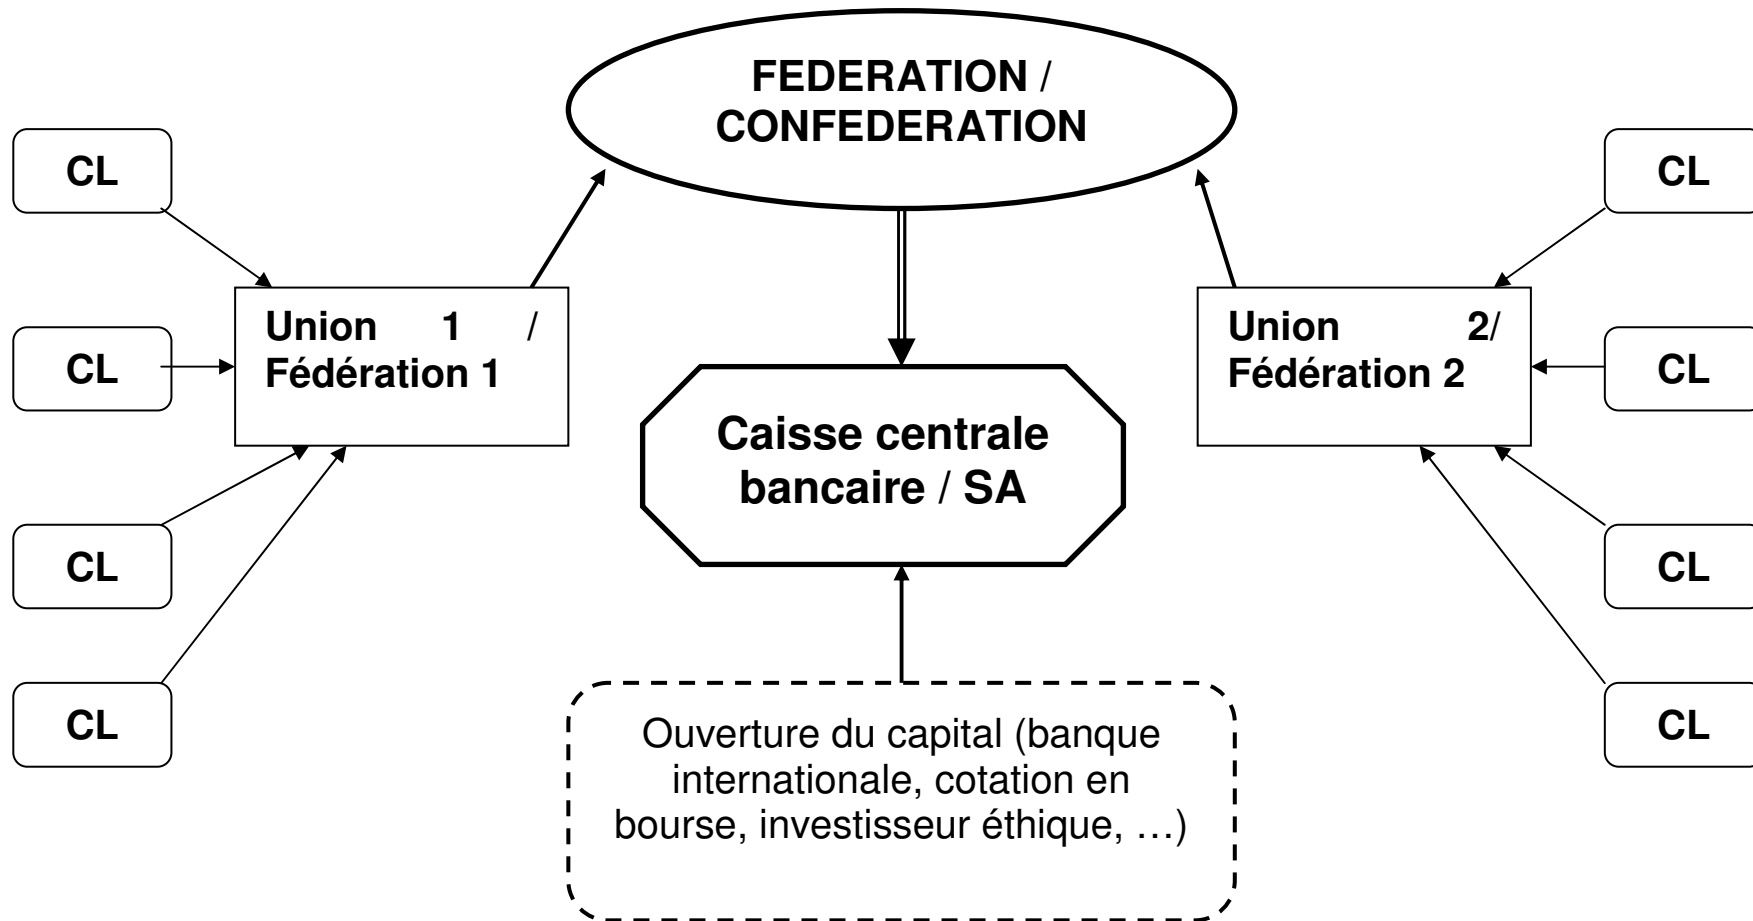 FEDERATION /
CONFEDERATION
CL
CL
CL
CL
Union 1 /
Fédération 1
Caisse centrale
bancaire / SA
Ouverture du capital (banque
internationale, cotation en
bourse, investisseur éthique, …)
Union 2/
Fédération 2
CL
CL
CL
CL